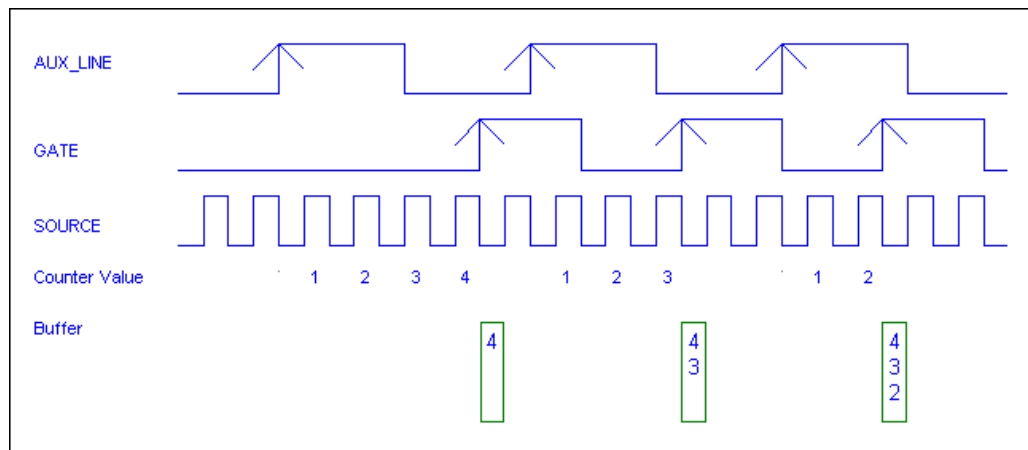 AUX_LINE
GATE
SOURCE
Counter Value 1 2 3 4 1 2 3 1 2
Buffer
4 4 4
3 3
2